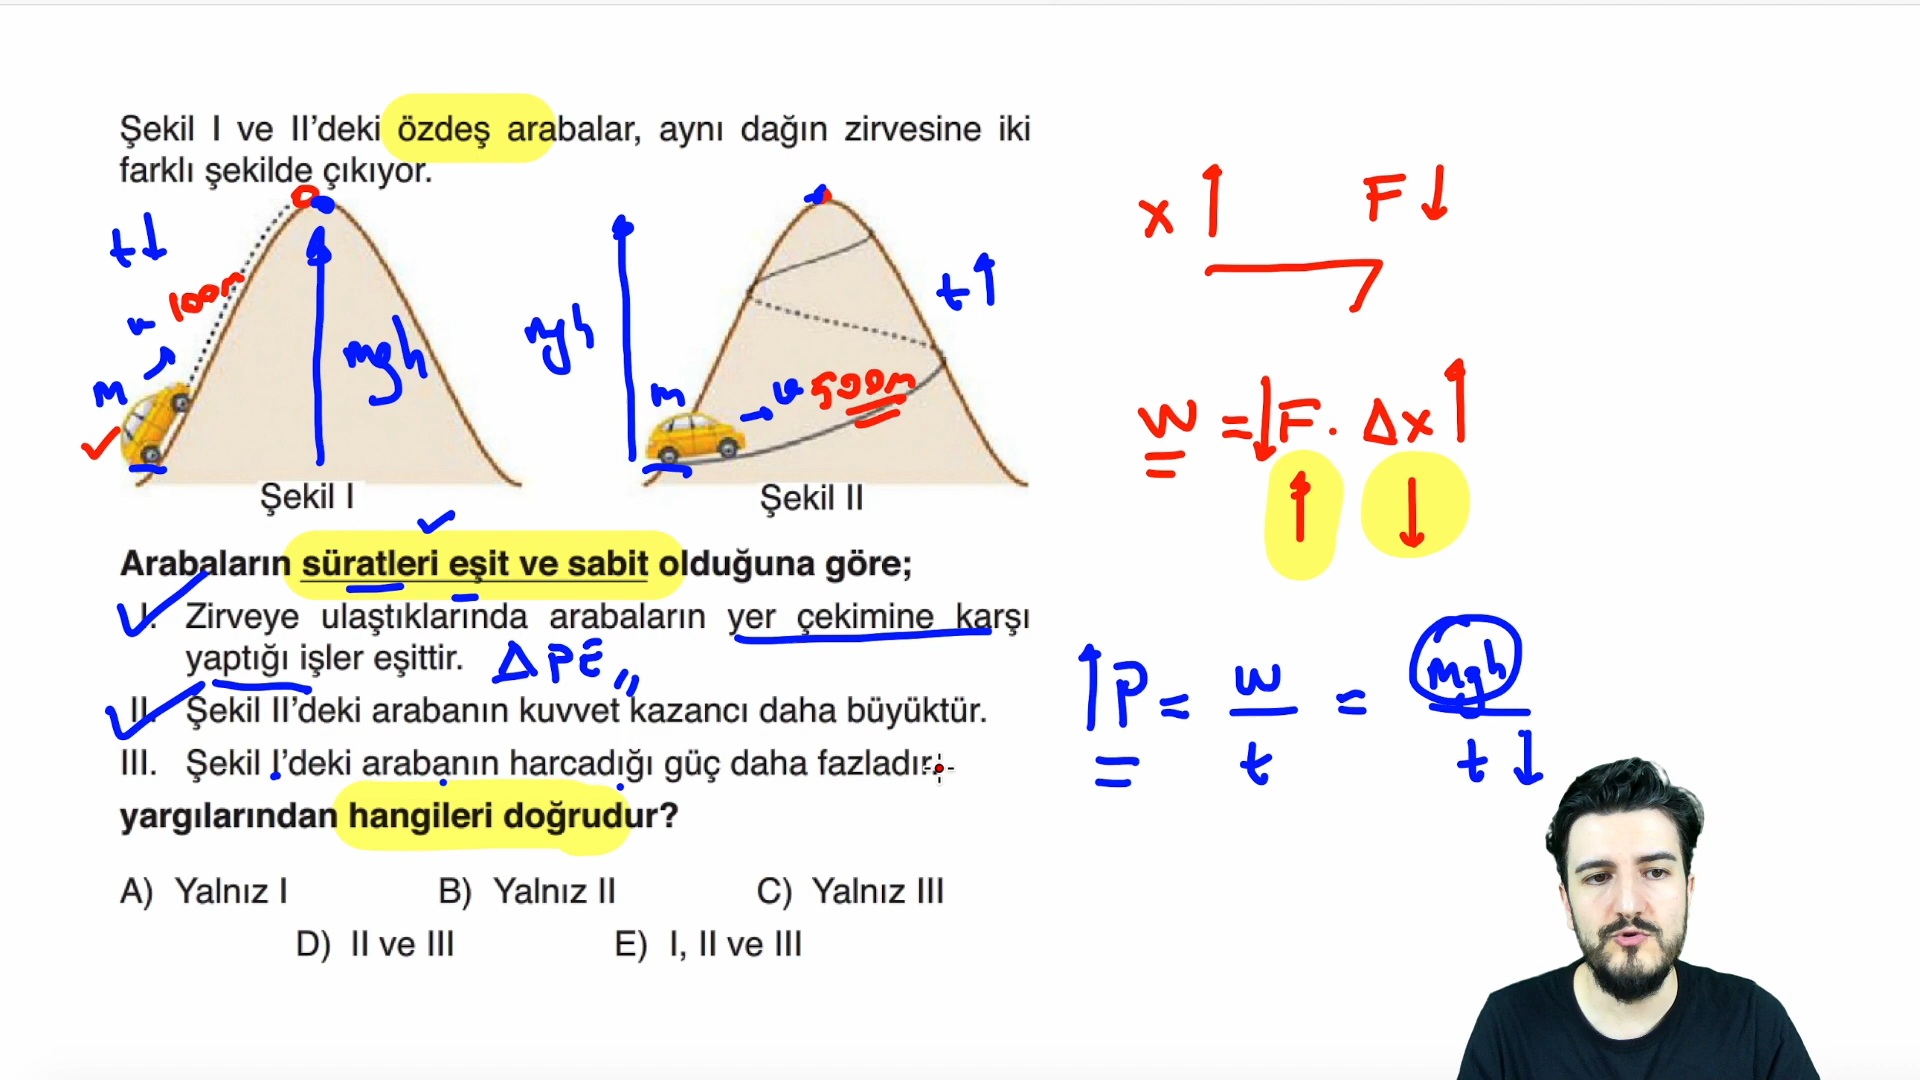 Şekil I ve II’deki özdeş arabalar, aynı dağın zirvesine iki
farklı şekilde çıkıyor.
t↓
100m
v
m
mgh
Şekil I
mgh
m
v 500m
t↑
Şekil II
Arabaların süratleri eşit ve sabit olduğuna göre;
I. Zirveye ulaştıklarında arabaların yer çekimine karşı
yaptığı işler eşittir. ΔPE
II. Şekil II’deki arabanın kuvvet kazancı daha büyüktür.
III. Şekil I’deki arabanın harcadığı güç daha fazladır.
yargılarından hangileri doğrudur?
A) Yalnız I B) Yalnız II C) Yalnız III
D) II ve III E) I, II ve III
x↑ F↓
W = ↓F. Δx↑
↑ ↓
↑P = W/t = mgh/t↓